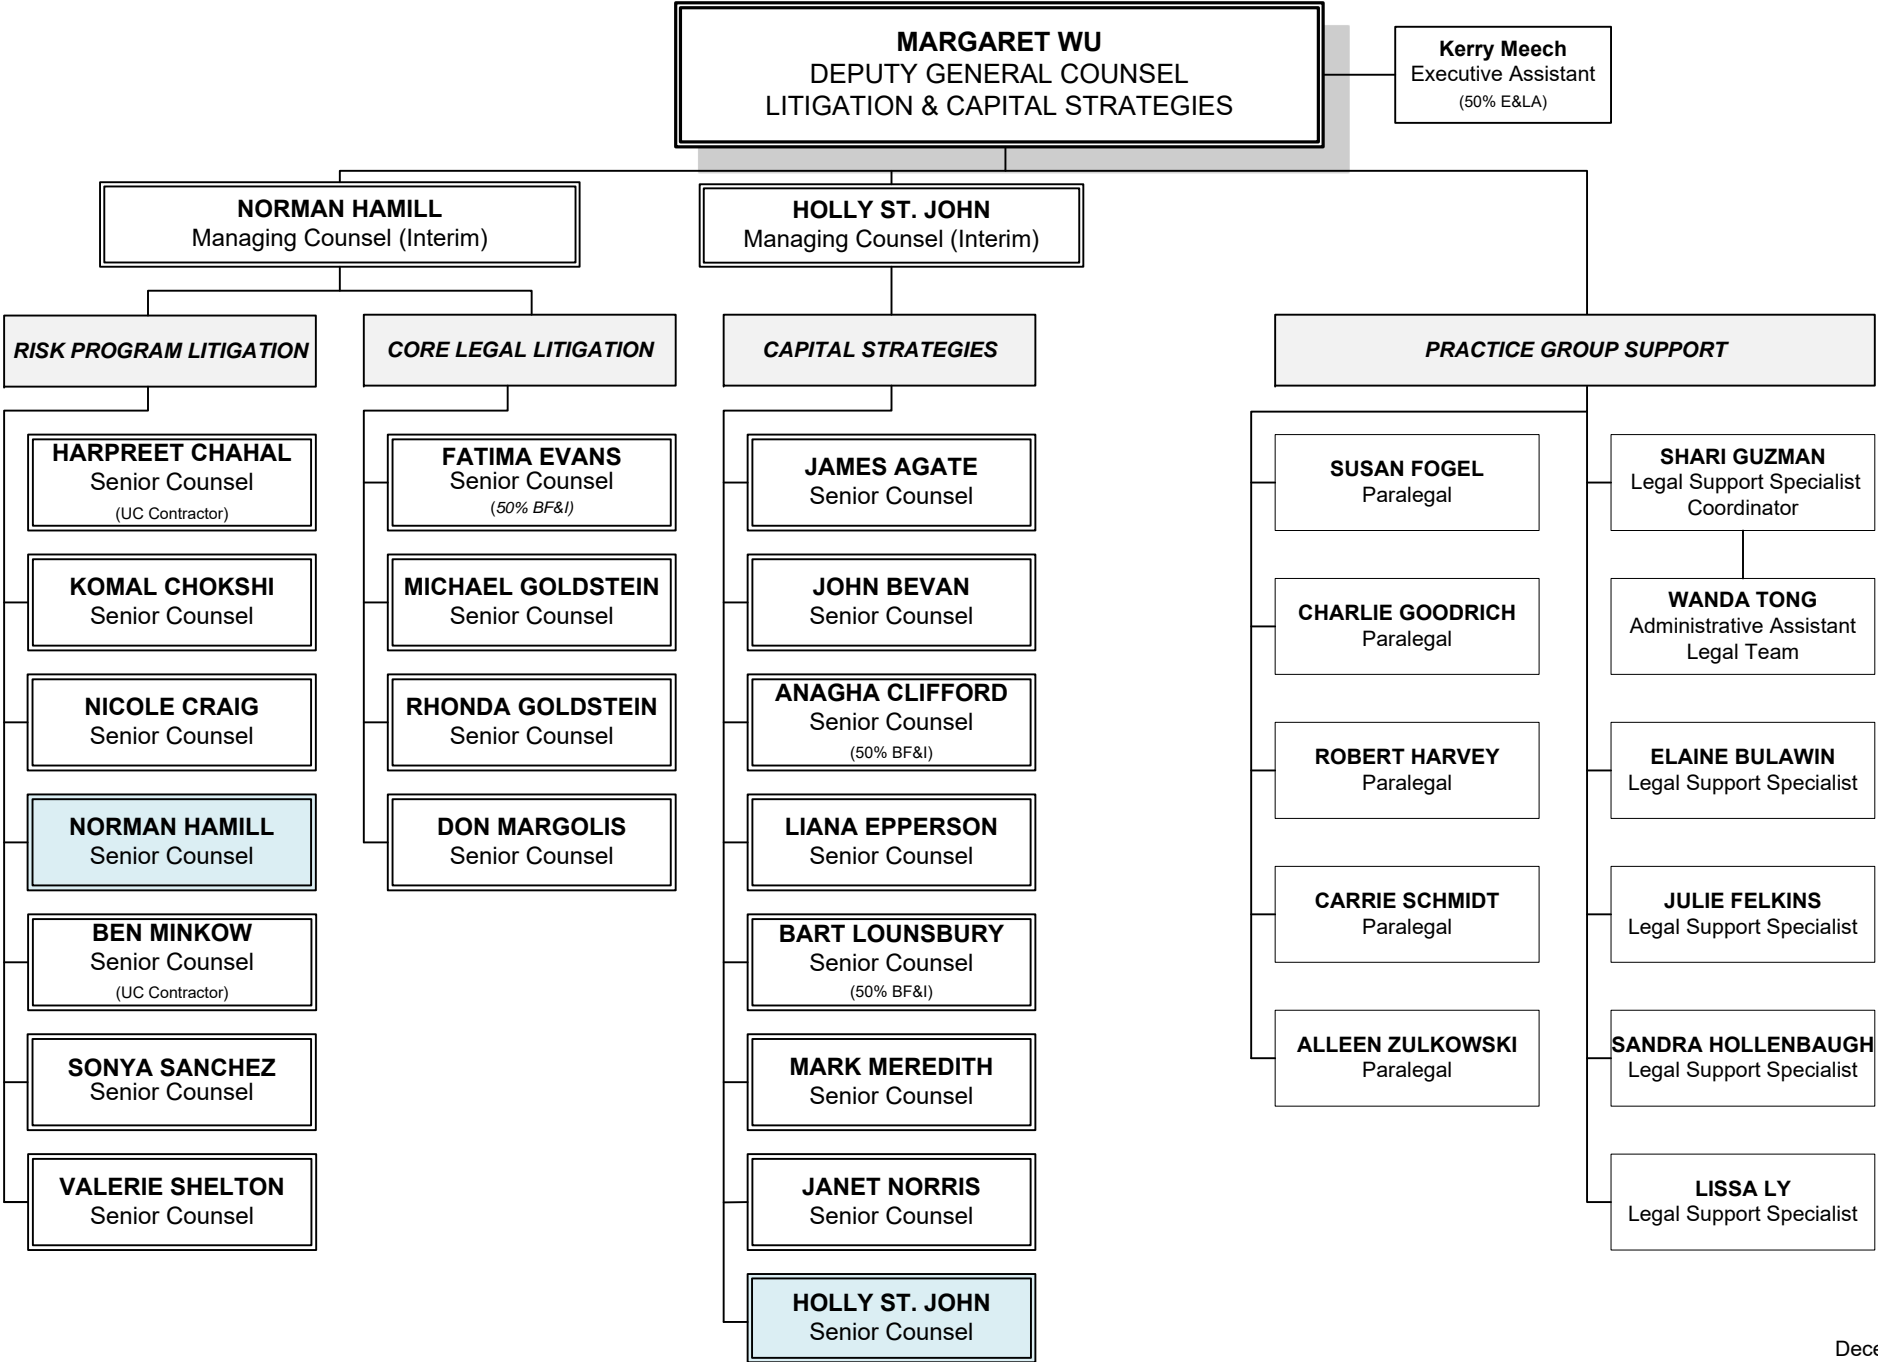 MARGARET WU
DEPUTY GENERAL COUNSEL
LITIGATION & CAPITAL STRATEGIES
Kerry Meech
Executive Assistant
(50% E&LA)
NORMAN HAMILL
Managing Counsel (Interim)
HOLLY ST. JOHN
Managing Counsel (Interim)
RISK PROGRAM LITIGATION
HARPREET CHAHAL
Senior Counsel
(UC Contractor)
KOMAL CHOKSHI
Senior Counsel
NICOLE CRAIG
Senior Counsel
NORMAN HAMILL
Senior Counsel
BEN MINKOW
Senior Counsel
(UC Contractor)
SONYA SANCHEZ
Senior Counsel
VALERIE SHELTON
Senior Counsel
CORE LEGAL LITIGATION
FATIMA EVANS
Senior Counsel
(50% BF&I)
MICHAEL GOLDSTEIN
Senior Counsel
RHONDA GOLDSTEIN
Senior Counsel
DON MARGOLIS
Senior Counsel
CAPITAL STRATEGIES
JAMES AGATE
Senior Counsel
JOHN BEVAN
Senior Counsel
ANAGHA CLIFFORD
Senior Counsel
(50% BF&I)
LIANA EPPERSON
Senior Counsel
BART LOUNSBURY
Senior Counsel
(50% BF&I)
MARK MEREDITH
Senior Counsel
JANET NORRIS
Senior Counsel
HOLLY ST. JOHN
Senior Counsel
PRACTICE GROUP SUPPORT
SUSAN FOGEL
Paralegal
CHARLIE GOODRICH
Paralegal
ROBERT HARVEY
Paralegal
CARRIE SCHMIDT
Paralegal
ALLEEN ZULKOWSKI
Paralegal
SHARI GUZMAN
Legal Support Specialist
Coordinator
WANDA TONG
Administrative Assistant
Legal Team
ELAINE BULAWIN
Legal Support Specialist
JULIE FELKINS
Legal Support Specialist
SANDRA HOLLENBAUGH
Legal Support Specialist
LISSA LY
Legal Support Specialist
Dece